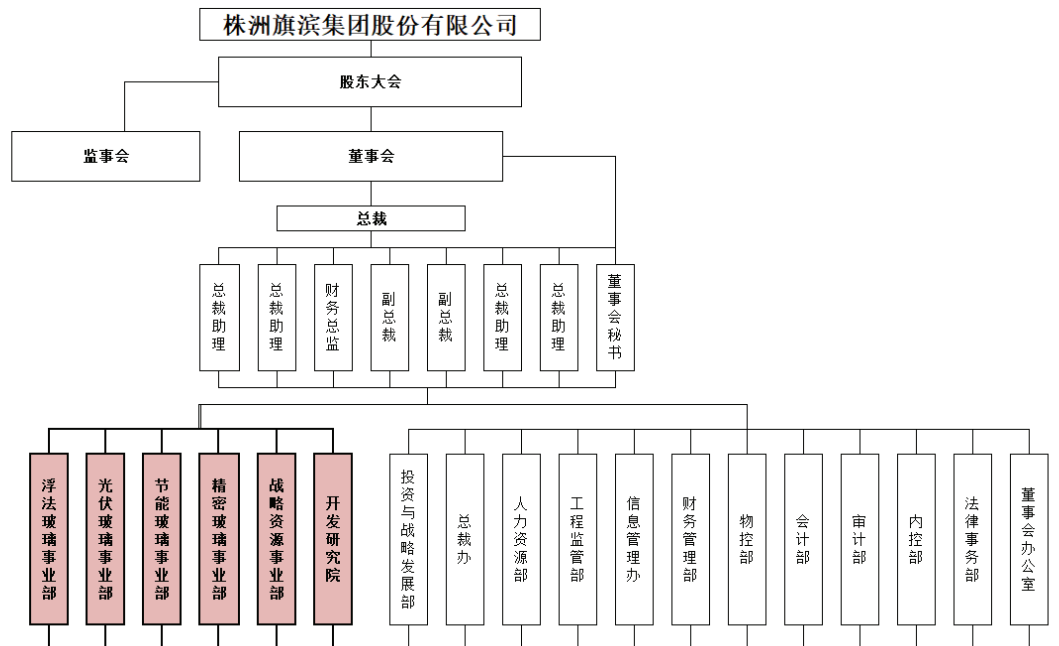 株洲旗滨集团股份有限公司
股东大会
监事会
董事会
总裁
总裁助理
总裁助理
财务总监
副总裁
副总裁
总裁助理
总裁助理
董事会秘书
浮法玻璃事业部
光伏玻璃事业部
节能玻璃事业部
精密玻璃事业部
战略资源事业部
开发研究院
投资与战略发展部
总裁办
人力资源部
工程监管部
信息管理办
财务管理部
物控部
会计部
审计部
内控部
法律事务部
董事会办公室